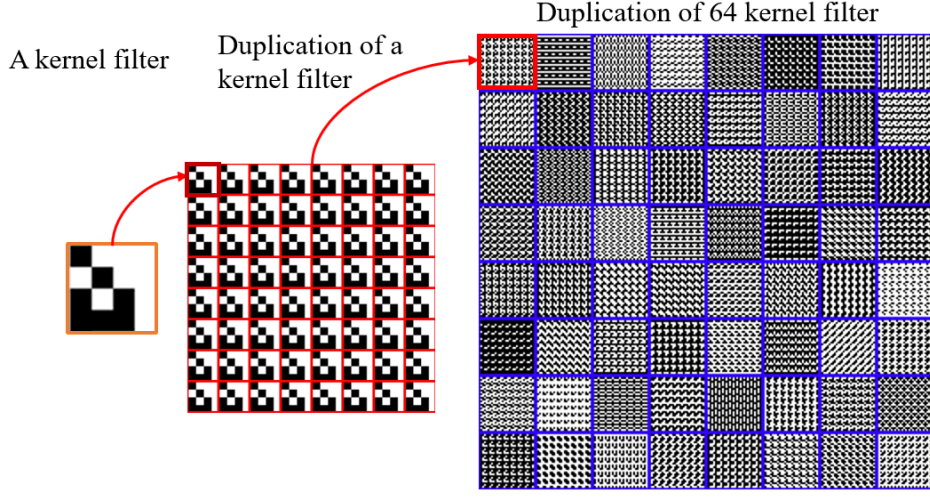 Duplication of 64 kernel filter
A kernel filter
Duplication of a
kernel filter